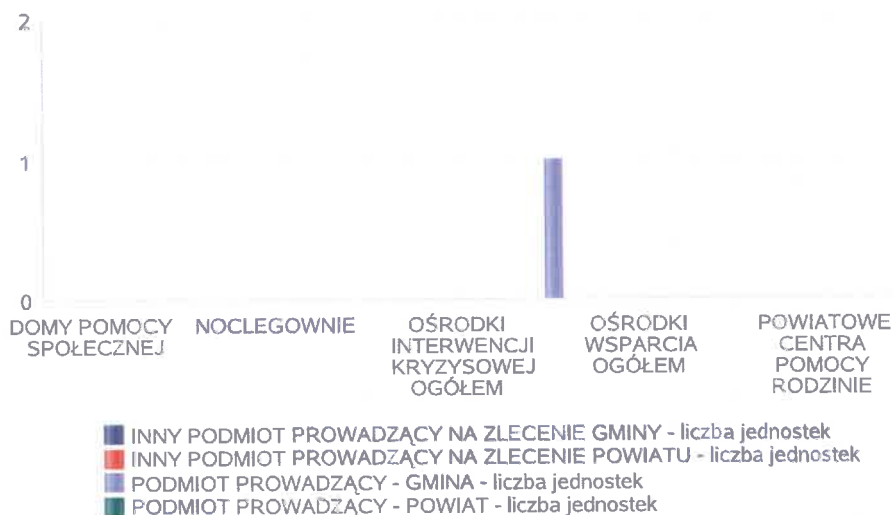 2
1
0
DOMY POMOCY SPOŁECZNEJ
NOCLEGOWNIE
OŚRODKI INTERWENCJI KRYZYSOWEJ OGÓŁEM
OŚRODKI WSPARCIA OGÓŁEM
POWIATOWE CENTRA POMOCY RODZINIE
INNY PODMIOT PROWADZĄCY NA ZLECENIE GMINY - liczba jednostek
INNY PODMIOT PROWADZĄCY NA ZLECENIE POWIATU - liczba jednostek
PODMIOT PROWADZĄCY - GMINA - liczba jednostek
PODMIOT PROWADZĄCY - POWIAT - liczba jednostek